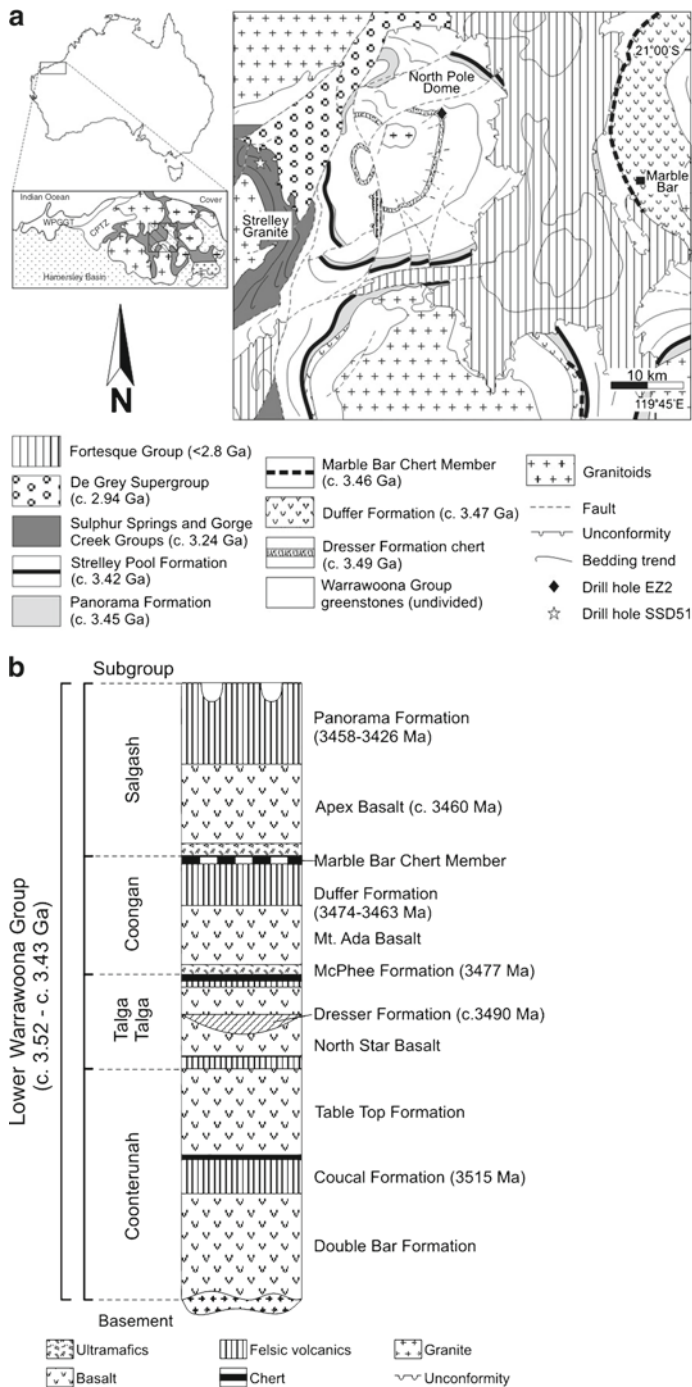 a
21°00'S
North Pole
Dome
Marble
Bar
Strelley
Granite
10 km
119°45'E
Indian Ocean
Cover
WPGGT
CPTZ
Hamersley Basin
N
Fortesque Group (<2.8 Ga)
De Grey Supergroup
(c. 2.94 Ga)
Sulphur Springs and Gorge
Creek Groups (c. 3.24 Ga)
Strelley Pool Formation
(c. 3.42 Ga)
Panorama Formation
(c. 3.45 Ga)
Marble Bar Chert Member
(c. 3.46 Ga)
Duffer Formation (c. 3.47 Ga)
Dresser Formation chert
(c. 3.49 Ga)
Warrawoona Group
greenstones (undivided)
Granitoids
Fault
Unconformity
Bedding trend
Drill hole EZ2
Drill hole SSD51
b
Subgroup
Lower Warrawoona Group
(c. 3.52 - c. 3.43 Ga)
Salgash
Coongan
Talga
Talga
Coonterunah
Panorama Formation
(3458-3426 Ma)
Apex Basalt (c. 3460 Ma)
Marble Bar Chert Member
Duffer Formation
(3474-3463 Ma)
Mt. Ada Basalt
McPhee Formation (3477 Ma)
Dresser Formation (c.3490 Ma)
North Star Basalt
Table Top Formation
Coucal Formation (3515 Ma)
Double Bar Formation
Basement
Ultramafics
Felsic volcanics
Granite
Basalt
Chert
Unconformity